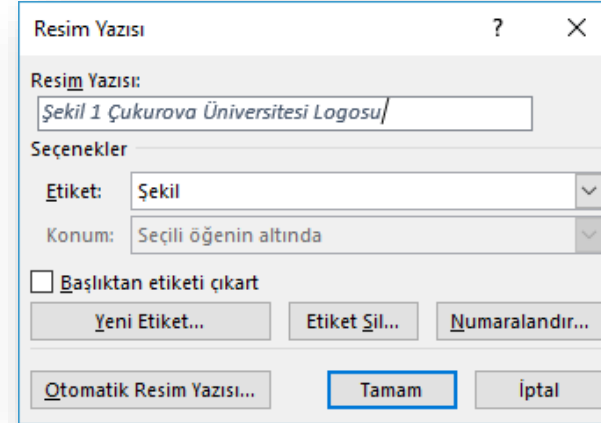 Resim Yazısı
?
Resim Yazısı:
Şekil 1 Çukurova Üniversitesi Logosu
Seçenekler
Etiket: Şekil
Konum: Seçili öğenin altında
Başlıktan etiketi çıkart
Yeni Etiket... Etiket Sil... Numaralandır...
Otomatik Resim Yazısı... Tamam İptal